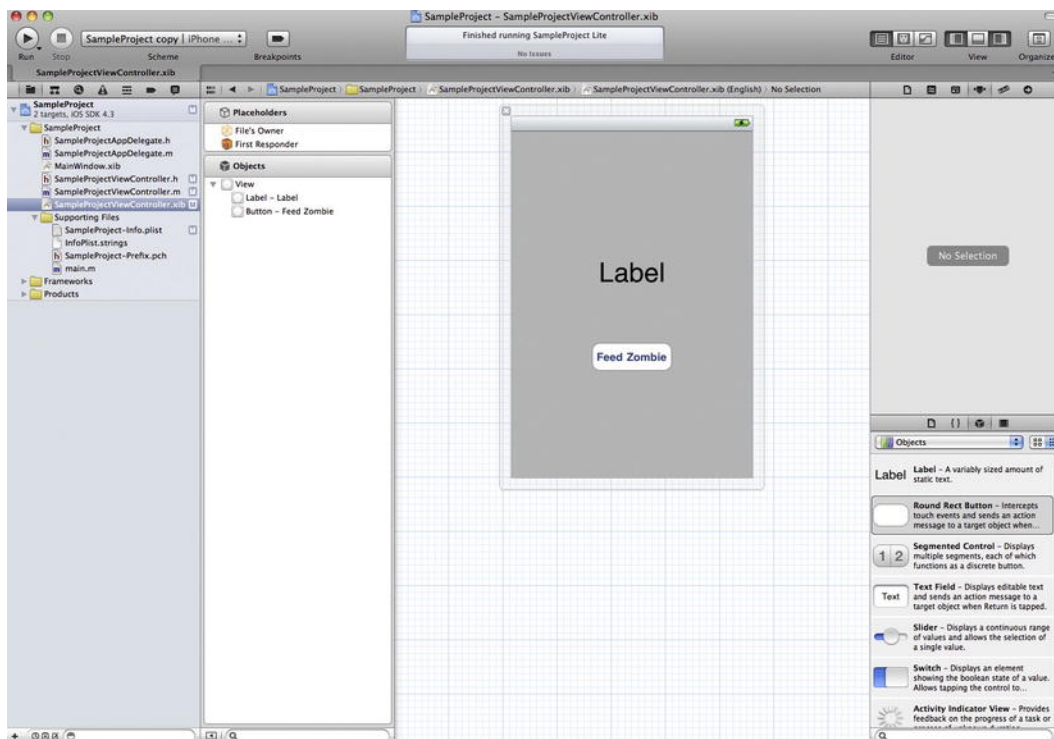 SampleProject – SampleProjectViewController.xib
SampleProject copy | iPhone ...
Finished running SampleProject Lite
No Issues
Run
Stop
Scheme
Breakpoints
Editor
View
Organize
SampleProjectViewController.xib
SampleProject
SampleProject
SampleProjectViewController.xib
SampleProjectViewController.xib (English)
No Selection
SampleProject
2 targets, iOS SDK 4.3
SampleProject
SampleProjectAppDelegate.h
SampleProjectAppDelegate.m
MainWindow.xib
SampleProjectViewController.h
SampleProjectViewController.m
SampleProjectViewController.xib
Supporting Files
SampleProject-Info.plist
InfoPlist.strings
SampleProject-Prefix.pch
main.m
Frameworks
Products
Placeholders
File's Owner
First Responder
Objects
View
Label – Label
Button – Feed Zombie
Label
Feed Zombie
No Selection
Objects
Label
Label – A variably sized amount of
static text.
Round Rect Button – Intercepts
touch events and sends an action
message to a target object when...
1 2
Segmented Control – Displays
multiple segments, each of which
functions as a discrete button.
Text
Text Field – Displays editable text
and sends an action message to a
target object when Return is tapped.
Slider – Displays a continuous range
of values and allows the selection of
a single value.
Switch – Displays an element
showing the boolean state of a value.
Allows tapping the control to...
Activity Indicator View – Provides
feedback on the progress of a task or